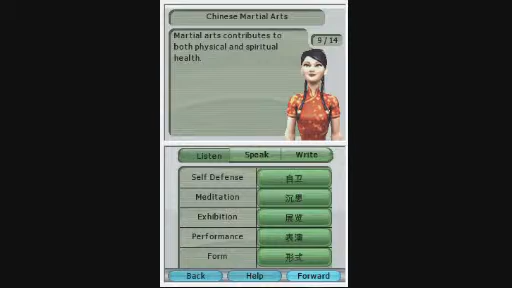 Chinese Martial Arts
Martial arts contributes to
both physical and spiritual
health.
9 / 14
Listen
Speak
Write
Self Defense
自卫
Meditation
沉思
Exhibition
展览
Performance
表演
Form
形式
Back
Help
Forward